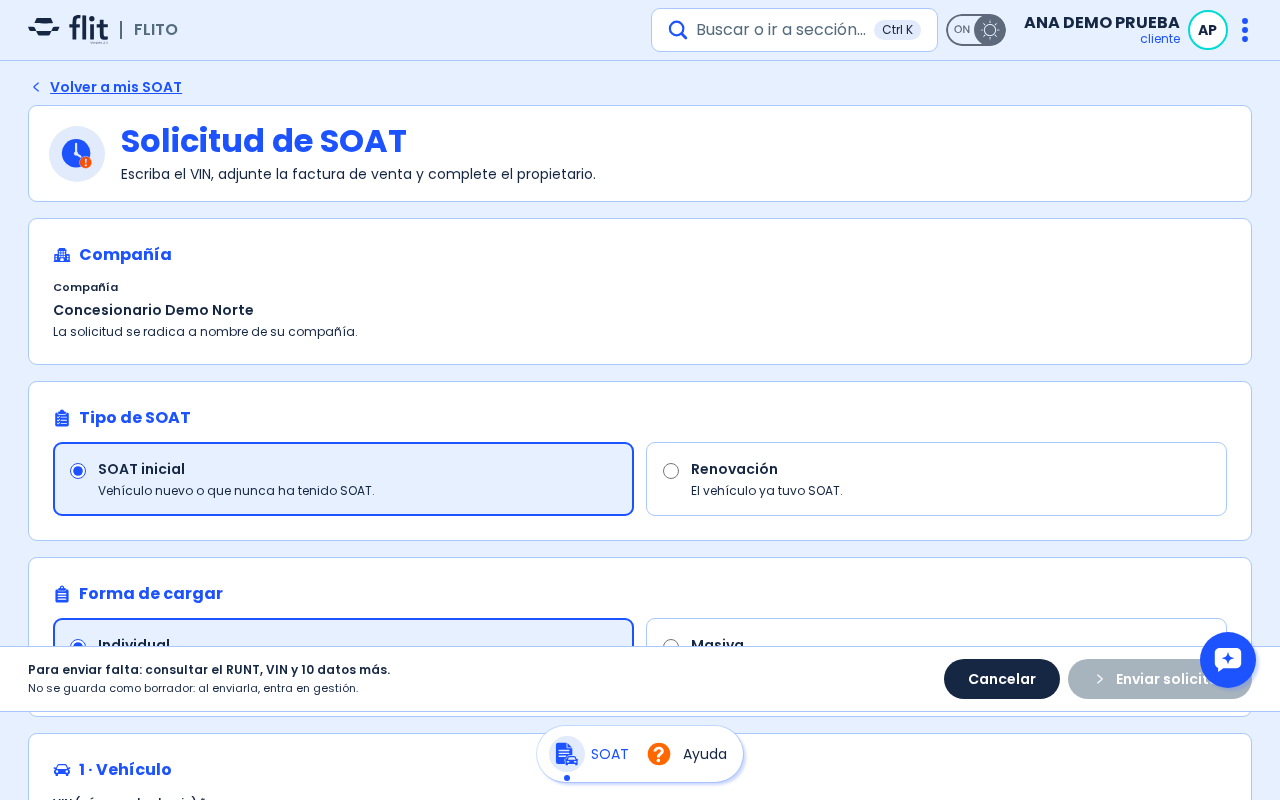 flit
FLITO
Buscar o ir a sección...
Ctrl K
ON
ANA DEMO PRUEBA
cliente
AP
Volver a mis SOAT
Solicitud de SOAT
Escriba el VIN, adjunte la factura de venta y complete el propietario.
Compañía
Compañía
Concesionario Demo Norte
La solicitud se radica a nombre de su compañía.
Tipo de SOAT
SOAT inicial
Vehículo nuevo o que nunca ha tenido SOAT.
Renovación
El vehículo ya tuvo SOAT.
Forma de cargar
Individual
Masiva
Para enviar falta: consultar el RUNT, VIN y 10 datos más.
No se guarda como borrador: al enviarla, entra en gestión.
Cancelar
Enviar solicit
SOAT
Ayuda
1 · Vehículo